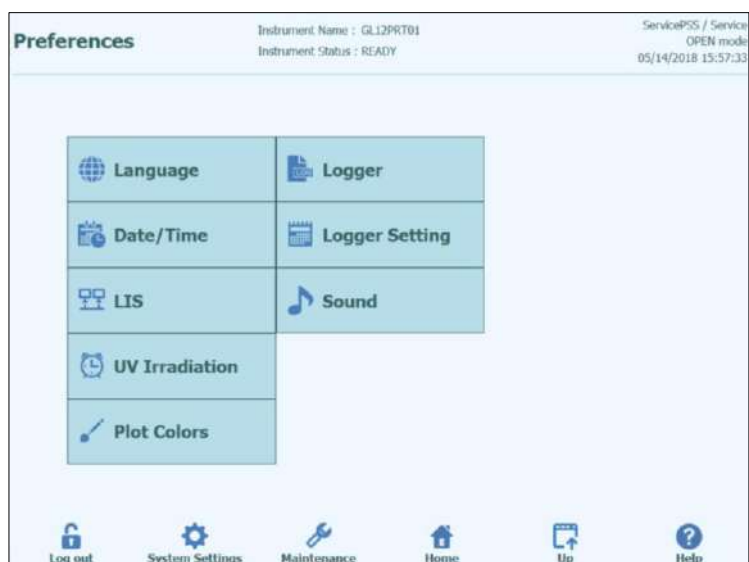 Preferences
Instrument Name : GL12PRT01
Instrument Status : READY
ServicePSS / Service
OPEN mode
05/14/2018 15:57:33
Language
Logger
Date/Time
Logger Setting
LIS
Sound
UV Irradiation
Plot Colors
Log out
System Settings
Maintenance
Home
Up
Help